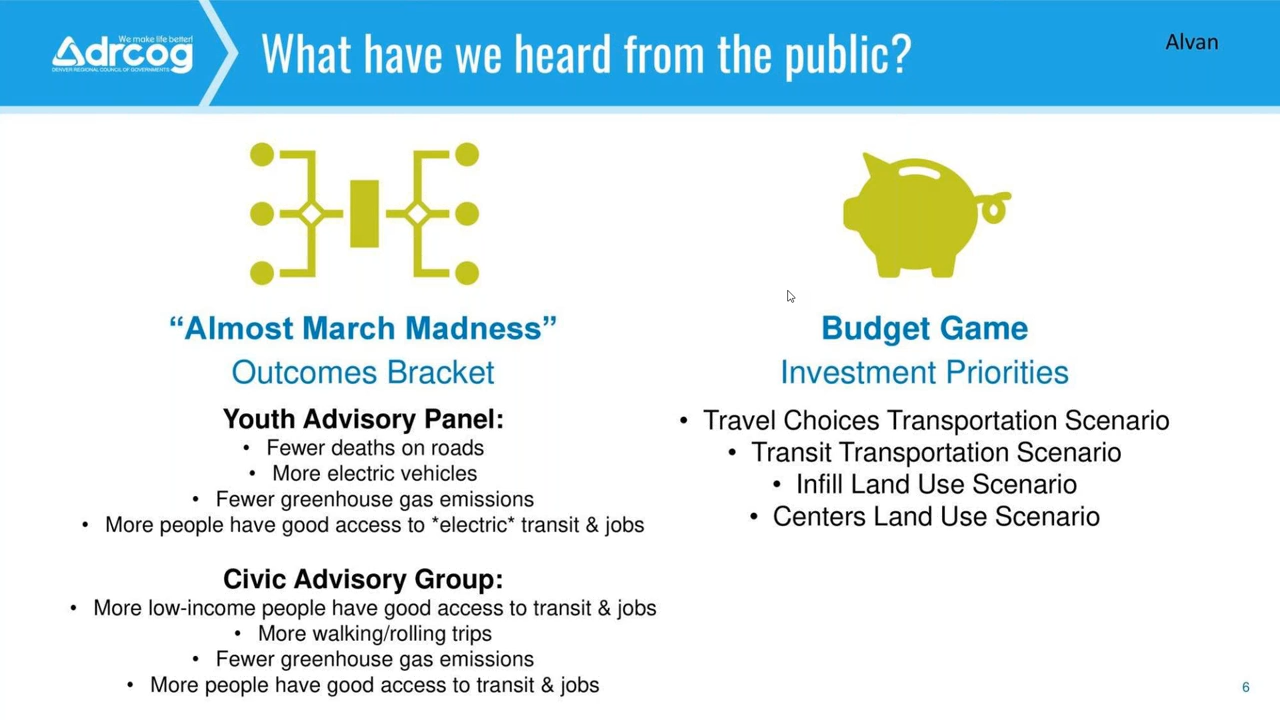 We make life better!
drcog
DENVER REGIONAL COUNCIL OF GOVERNMENTS
What have we heard from the public?
Alvan
“Almost March Madness”
Outcomes Bracket
Youth Advisory Panel:
• Fewer deaths on roads
• More electric vehicles
• Fewer greenhouse gas emissions
• More people have good access to *electric* transit & jobs
Civic Advisory Group:
• More low-income people have good access to transit & jobs
• More walking/rolling trips
• Fewer greenhouse gas emissions
• More people have good access to transit & jobs
Budget Game
Investment Priorities
• Travel Choices Transportation Scenario
• Transit Transportation Scenario
• Infill Land Use Scenario
• Centers Land Use Scenario
6